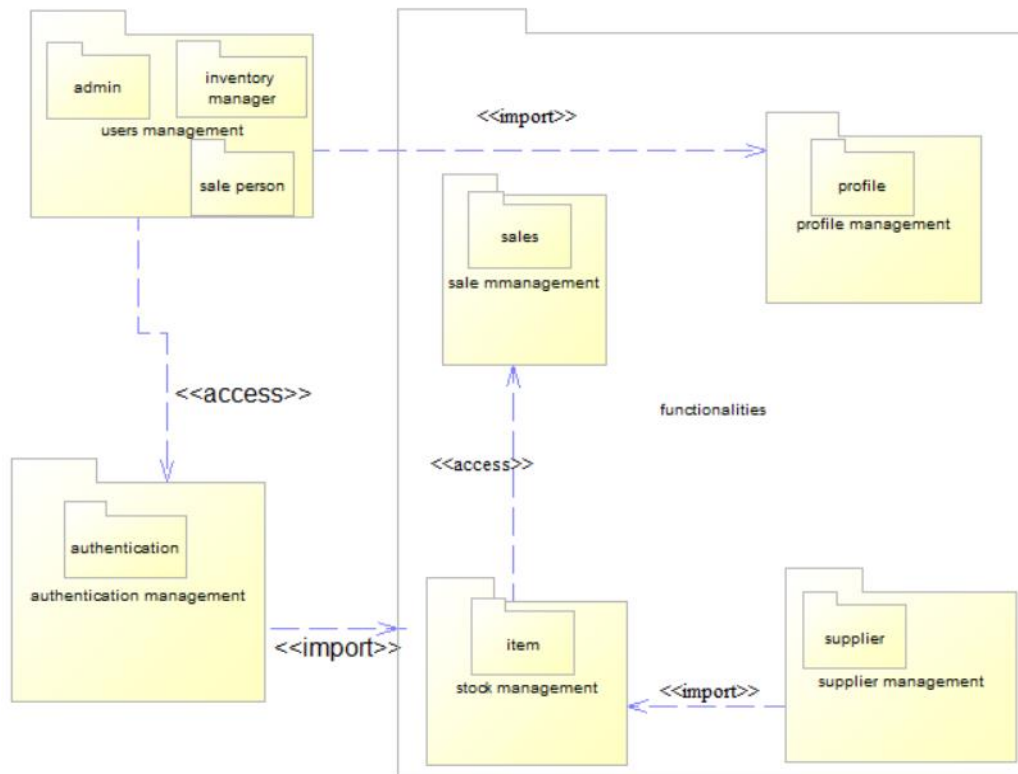 admin
inventory
manager
users management
sale person
<<import>>
profile
profile management
sales
sale mmanagement
<<access>>
functionalities
<<access>>
authentication
authentication management
<<import>>
item
stock management
<<import>>
supplier
supplier management